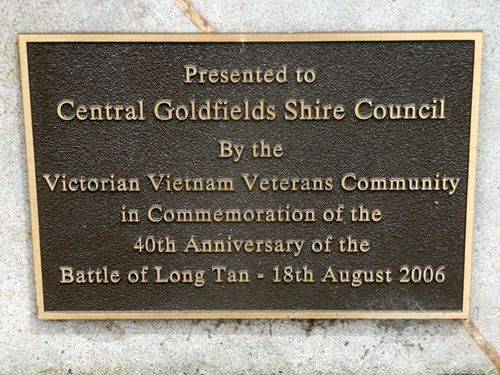 Presented to
Central Goldfields Shire Council
By the
Victorian Vietnam Veterans Community
in Commemoration of the
40th Anniversary of the
Battle of Long Tan - 18th August 2006